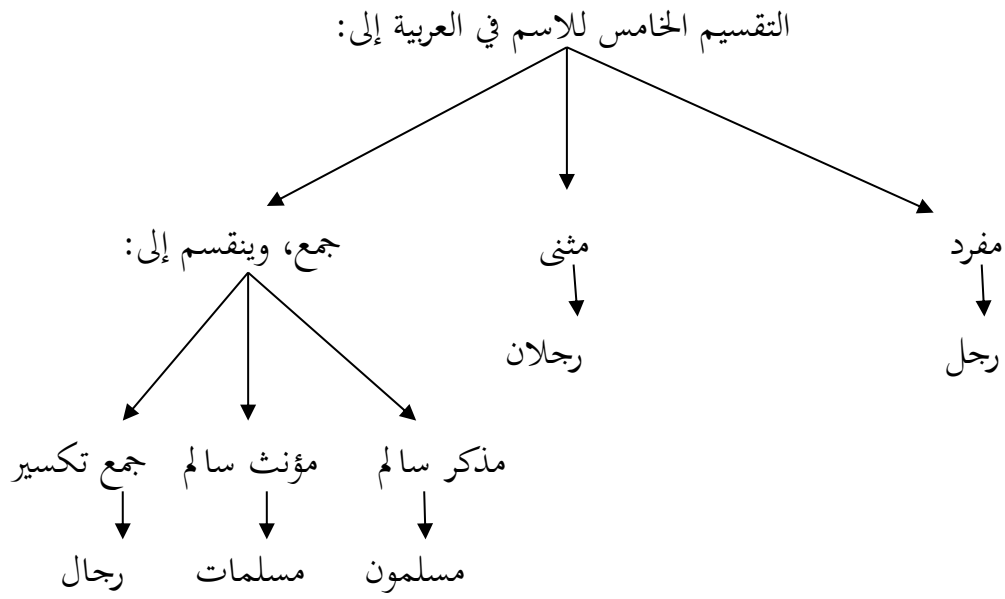 التقسيم الخامس للاسم في العربية إلى:
مفرد مثنى جمع، وينقسم إلى:
رجل رجلان
مذكر سالم مؤنث سالم جمع تكسير
مسلمون مسلمات رجال